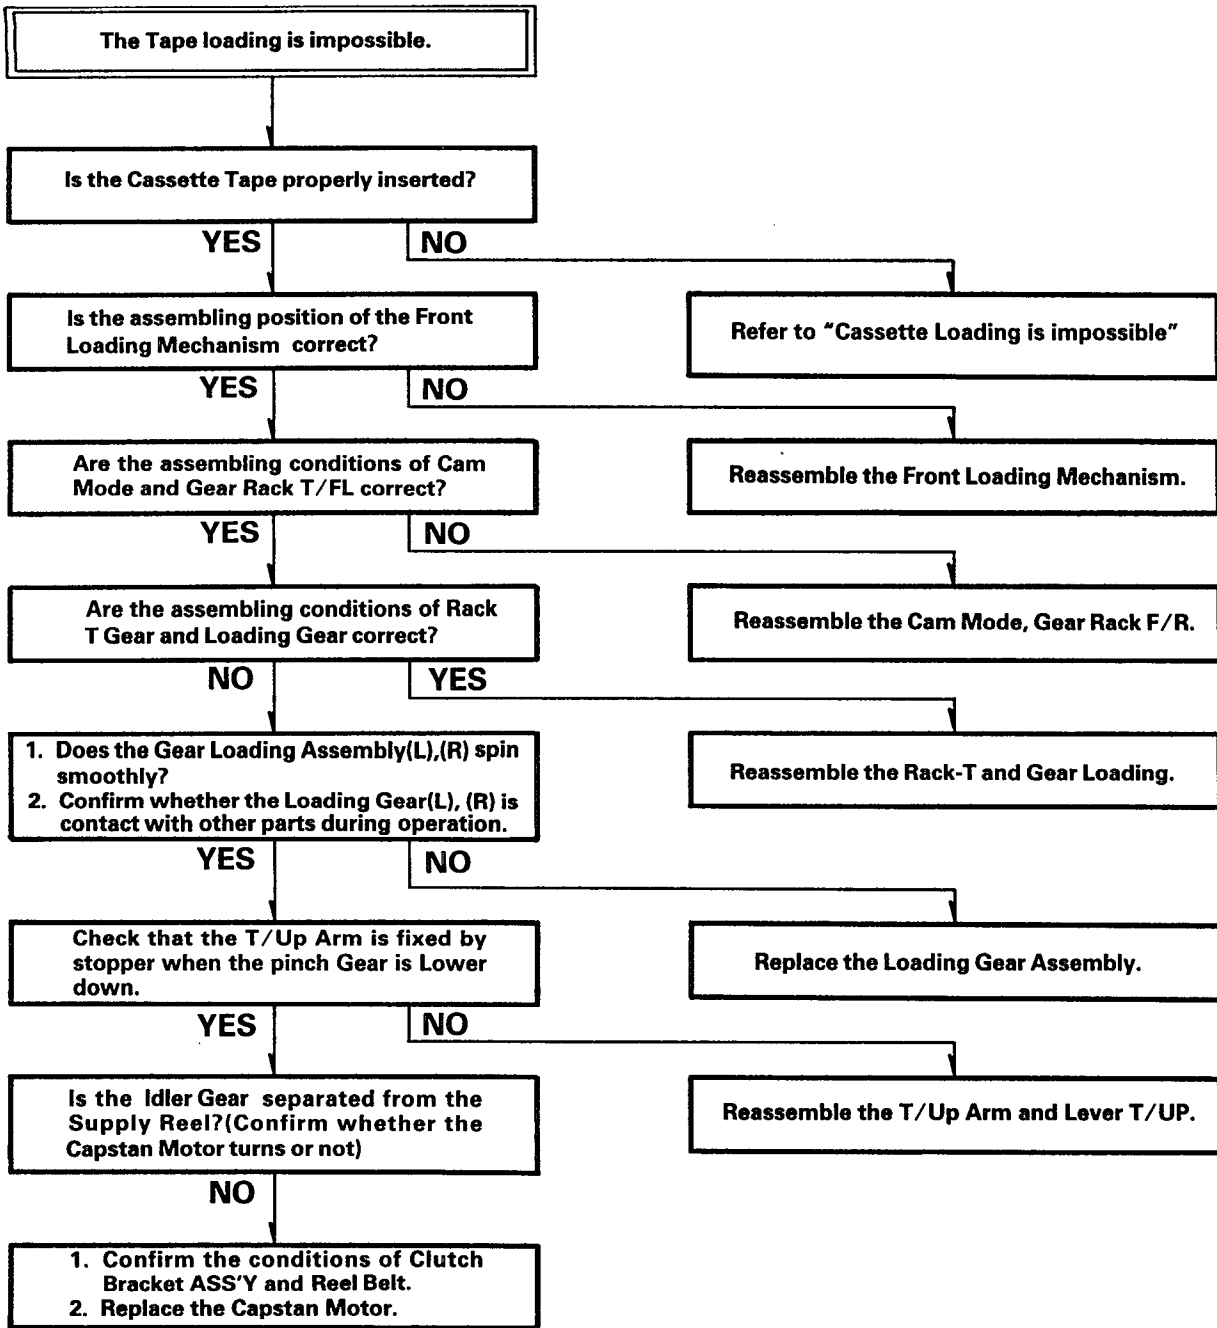 The Tape loading is impossible.
Is the Cassette Tape properly inserted?
YES
NO
Is the assembling position of the Front
Loading Mechanism correct?
Refer to "Cassette Loading is impossible"
YES
NO
Are the assembling conditions of Cam
Mode and Gear Rack T/FL correct?
Reassemble the Front Loading Mechanism.
YES
NO
Are the assembling conditions of Rack
T Gear and Loading Gear correct?
Reassemble the Cam Mode, Gear Rack F/R.
NO
YES
1. Does the Gear Loading Assembly(L),(R) spin
smoothly?
2. Confirm whether the Loading Gear(L), (R) is
contact with other parts during operation.
Reassemble the Rack-T and Gear Loading.
YES
NO
Check that the T/Up Arm is fixed by
stopper when the pinch Gear is Lower
down.
Replace the Loading Gear Assembly.
YES
NO
Is the Idler Gear separated from the
Supply Reel?(Confirm whether the
Capstan Motor turns or not)
Reassemble the T/Up Arm and Lever T/UP.
NO
1. Confirm the conditions of Clutch
Bracket ASS'Y and Reel Belt.
2. Replace the Capstan Motor.